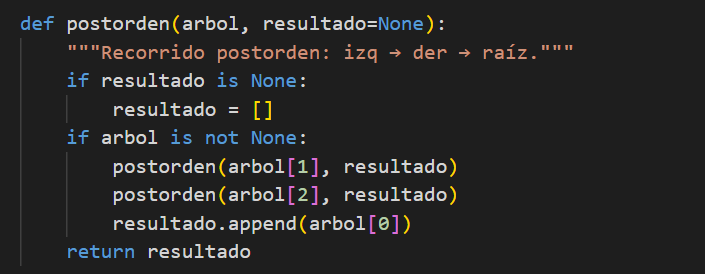 def postorden(arbol, resultado=None):
    """Recorrido postorden: izq → der → raíz."""
    if resultado is None:
        resultado = []
    if arbol is not None:
        postorden(arbol[1], resultado)
        postorden(arbol[2], resultado)
        resultado.append(arbol[0])
    return resultado